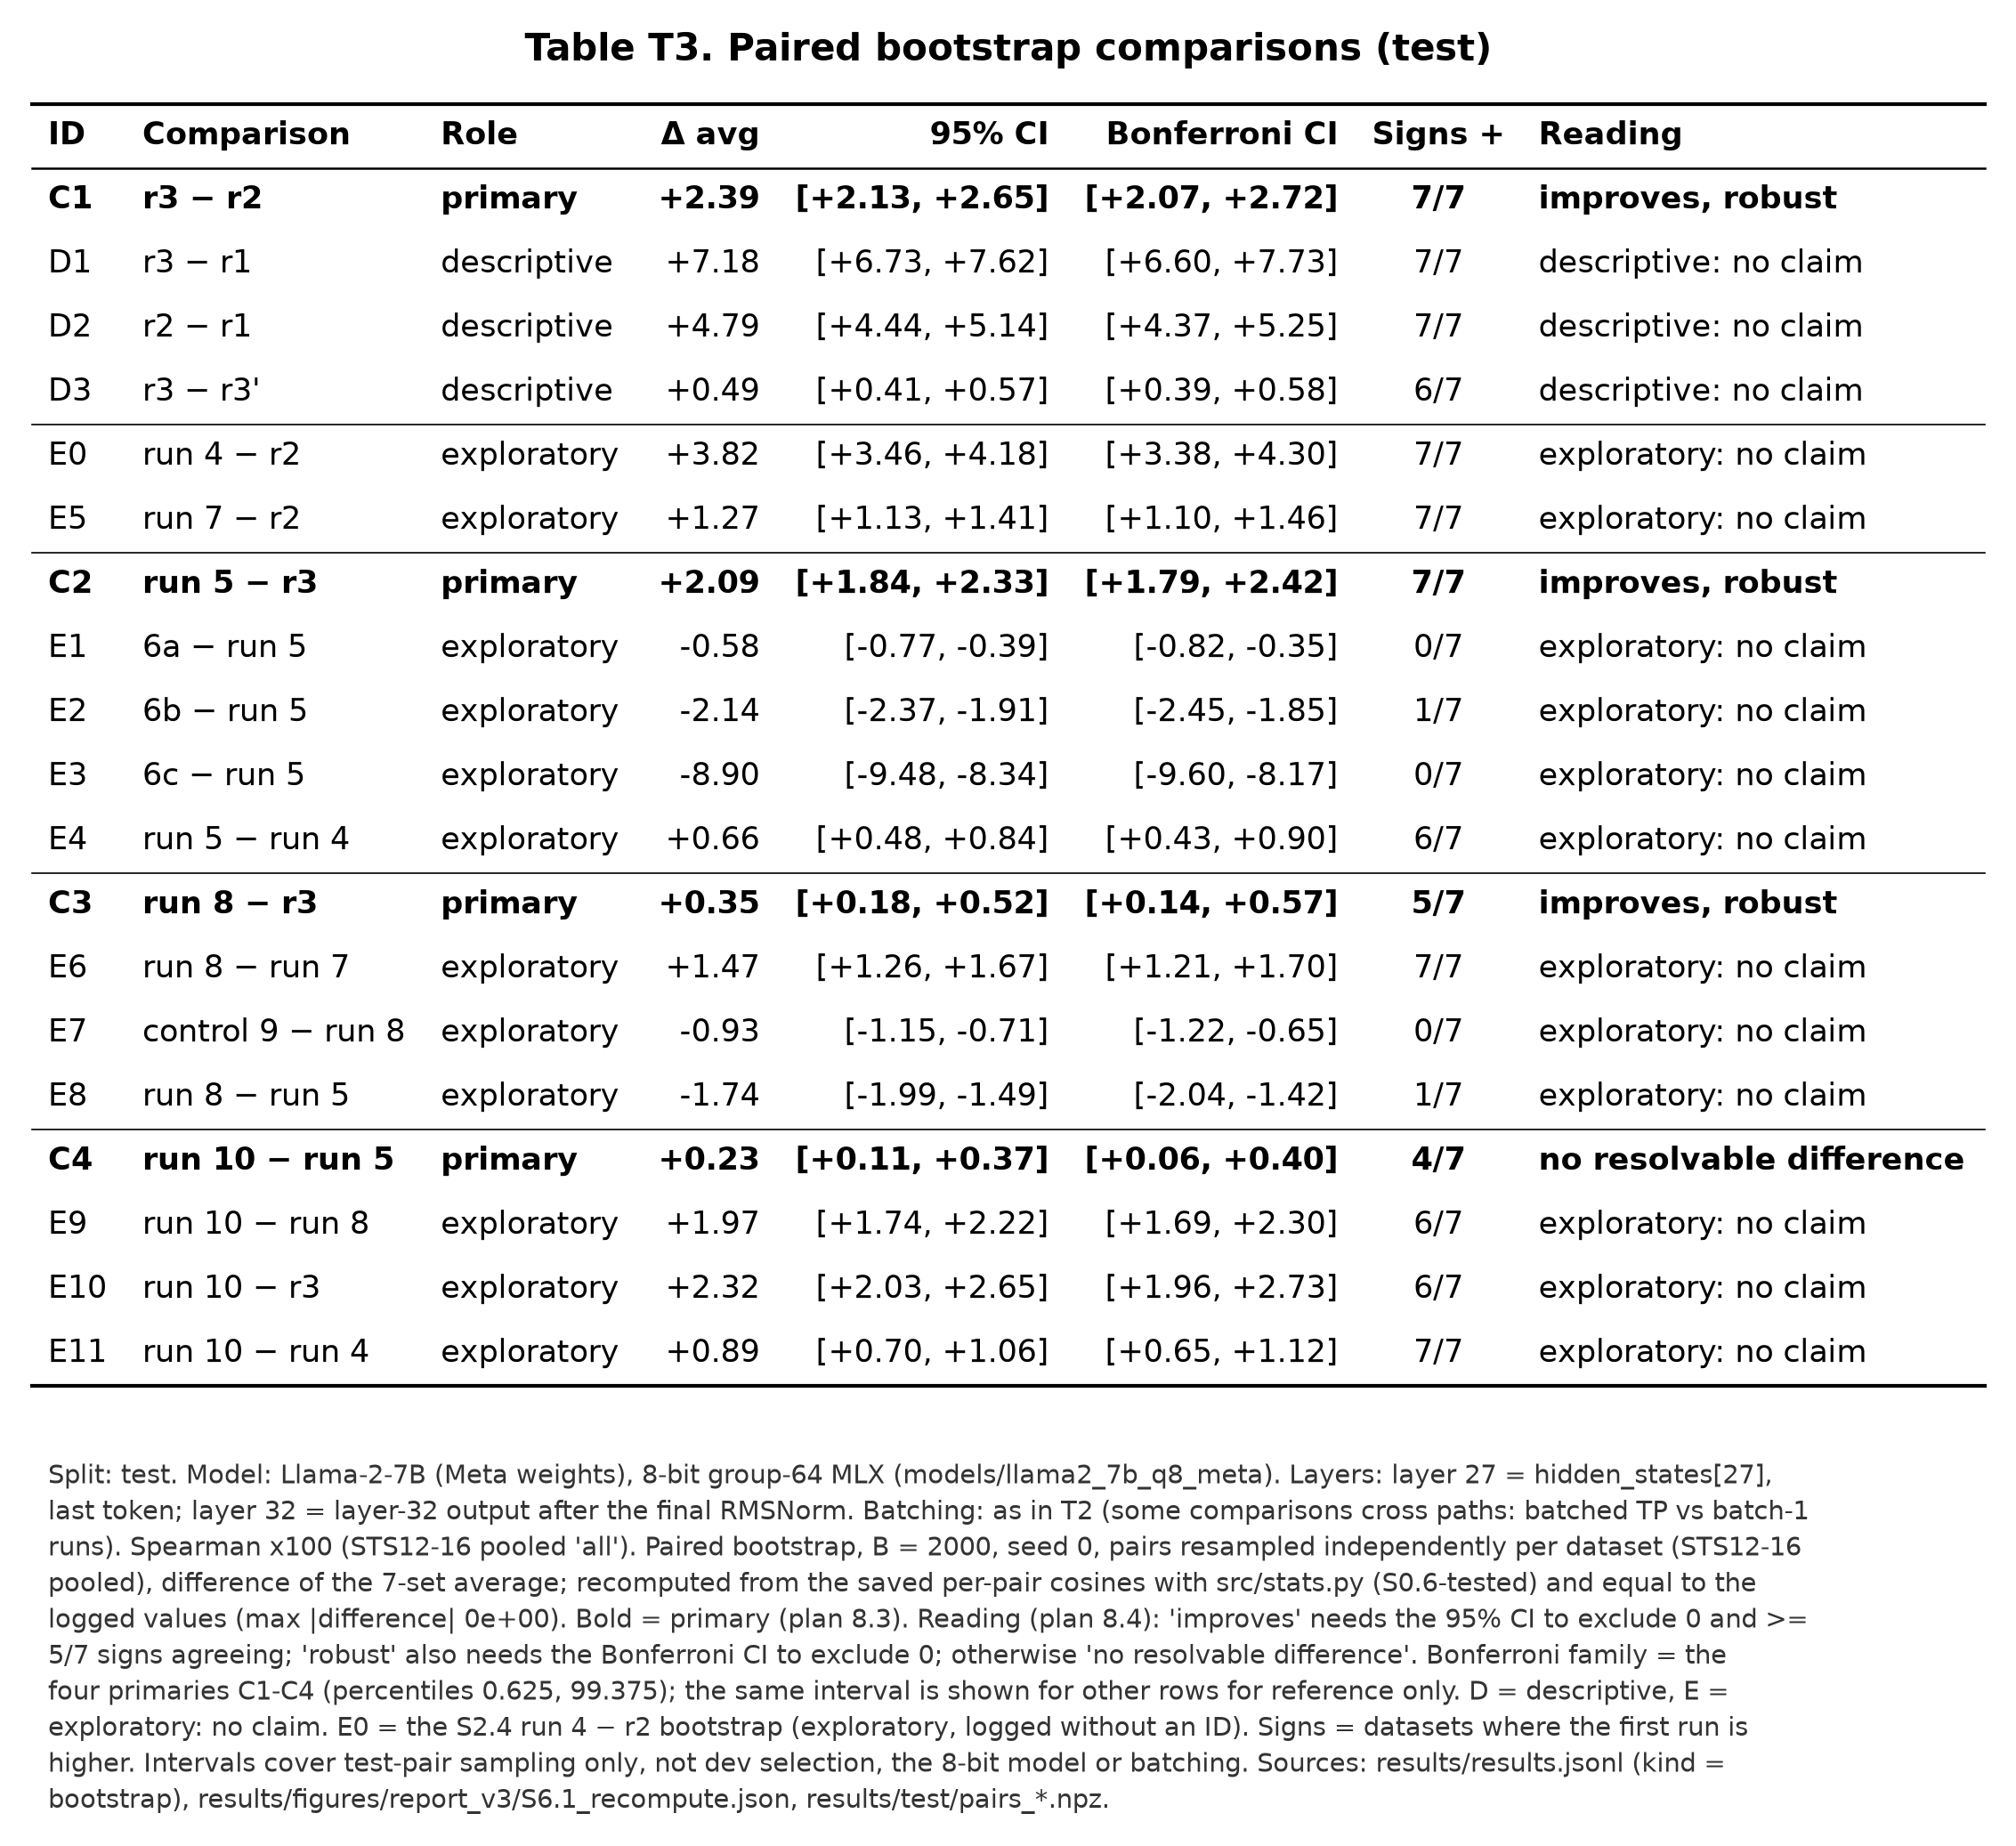 Table T3. Paired bootstrap comparisons (test)
ID Comparison Role Δ avg 95% CI Bonferroni CI Signs + Reading
C1 r3 − r2 primary +2.39 [+2.13, +2.65] [+2.07, +2.72] 7/7 improves, robust
D1 r3 − r1 descriptive +7.18 [+6.73, +7.62] [+6.60, +7.73] 7/7 descriptive: no claim
D2 r2 − r1 descriptive +4.79 [+4.44, +5.14] [+4.37, +5.25] 7/7 descriptive: no claim
D3 r3 − r3' descriptive +0.49 [+0.41, +0.57] [+0.39, +0.58] 6/7 descriptive: no claim
E0 run 4 − r2 exploratory +3.82 [+3.46, +4.18] [+3.38, +4.30] 7/7 exploratory: no claim
E5 run 7 − r2 exploratory +1.27 [+1.13, +1.41] [+1.10, +1.46] 7/7 exploratory: no claim
C2 run 5 − r3 primary +2.09 [+1.84, +2.33] [+1.79, +2.42] 7/7 improves, robust
E1 6a − run 5 exploratory -0.58 [-0.77, -0.39] [-0.82, -0.35] 0/7 exploratory: no claim
E2 6b − run 5 exploratory -2.14 [-2.37, -1.91] [-2.45, -1.85] 1/7 exploratory: no claim
E3 6c − run 5 exploratory -8.90 [-9.48, -8.34] [-9.60, -8.17] 0/7 exploratory: no claim
E4 run 5 − run 4 exploratory +0.66 [+0.48, +0.84] [+0.43, +0.90] 6/7 exploratory: no claim
C3 run 8 − r3 primary +0.35 [+0.18, +0.52] [+0.14, +0.57] 5/7 improves, robust
E6 run 8 − run 7 exploratory +1.47 [+1.26, +1.67] [+1.21, +1.70] 7/7 exploratory: no claim
E7 control 9 − run 8 exploratory -0.93 [-1.15, -0.71] [-1.22, -0.65] 0/7 exploratory: no claim
E8 run 8 − run 5 exploratory -1.74 [-1.99, -1.49] [-2.04, -1.42] 1/7 exploratory: no claim
C4 run 10 − run 5 primary +0.23 [+0.11, +0.37] [+0.06, +0.40] 4/7 no resolvable difference
E9 run 10 − run 8 exploratory +1.97 [+1.74, +2.22] [+1.69, +2.30] 6/7 exploratory: no claim
E10 run 10 − r3 exploratory +2.32 [+2.03, +2.65] [+1.96, +2.73] 6/7 exploratory: no claim
E11 run 10 − run 4 exploratory +0.89 [+0.70, +1.06] [+0.65, +1.12] 7/7 exploratory: no claim
Split: test. Model: Llama-2-7B (Meta weights), 8-bit group-64 MLX (models/llama2_7b_q8_meta). Layers: layer 27 = hidden_states[27],
last token; layer 32 = layer-32 output after the final RMSNorm. Batching: as in T2 (some comparisons cross paths: batched TP vs batch-1
runs). Spearman x100 (STS12-16 pooled 'all'). Paired bootstrap, B = 2000, seed 0, pairs resampled independently per dataset (STS12-16
pooled), difference of the 7-set average; recomputed from the saved per-pair cosines with src/stats.py (S0.6-tested) and equal to the
logged values (max |difference| 0e+00). Bold = primary (plan 8.3). Reading (plan 8.4): 'improves' needs the 95% CI to exclude 0 and >=
5/7 signs agreeing; 'robust' also needs the Bonferroni CI to exclude 0; otherwise 'no resolvable difference'. Bonferroni family = the
four primaries C1-C4 (percentiles 0.625, 99.375); the same interval is shown for other rows for reference only. D = descriptive, E =
exploratory: no claim. E0 = the S2.4 run 4 − r2 bootstrap (exploratory, logged without an ID). Signs = datasets where the first run is
higher. Intervals cover test-pair sampling only, not dev selection, the 8-bit model or batching. Sources: results/results.jsonl (kind =
bootstrap), results/figures/report_v3/S6.1_recompute.json, results/test/pairs_*.npz.